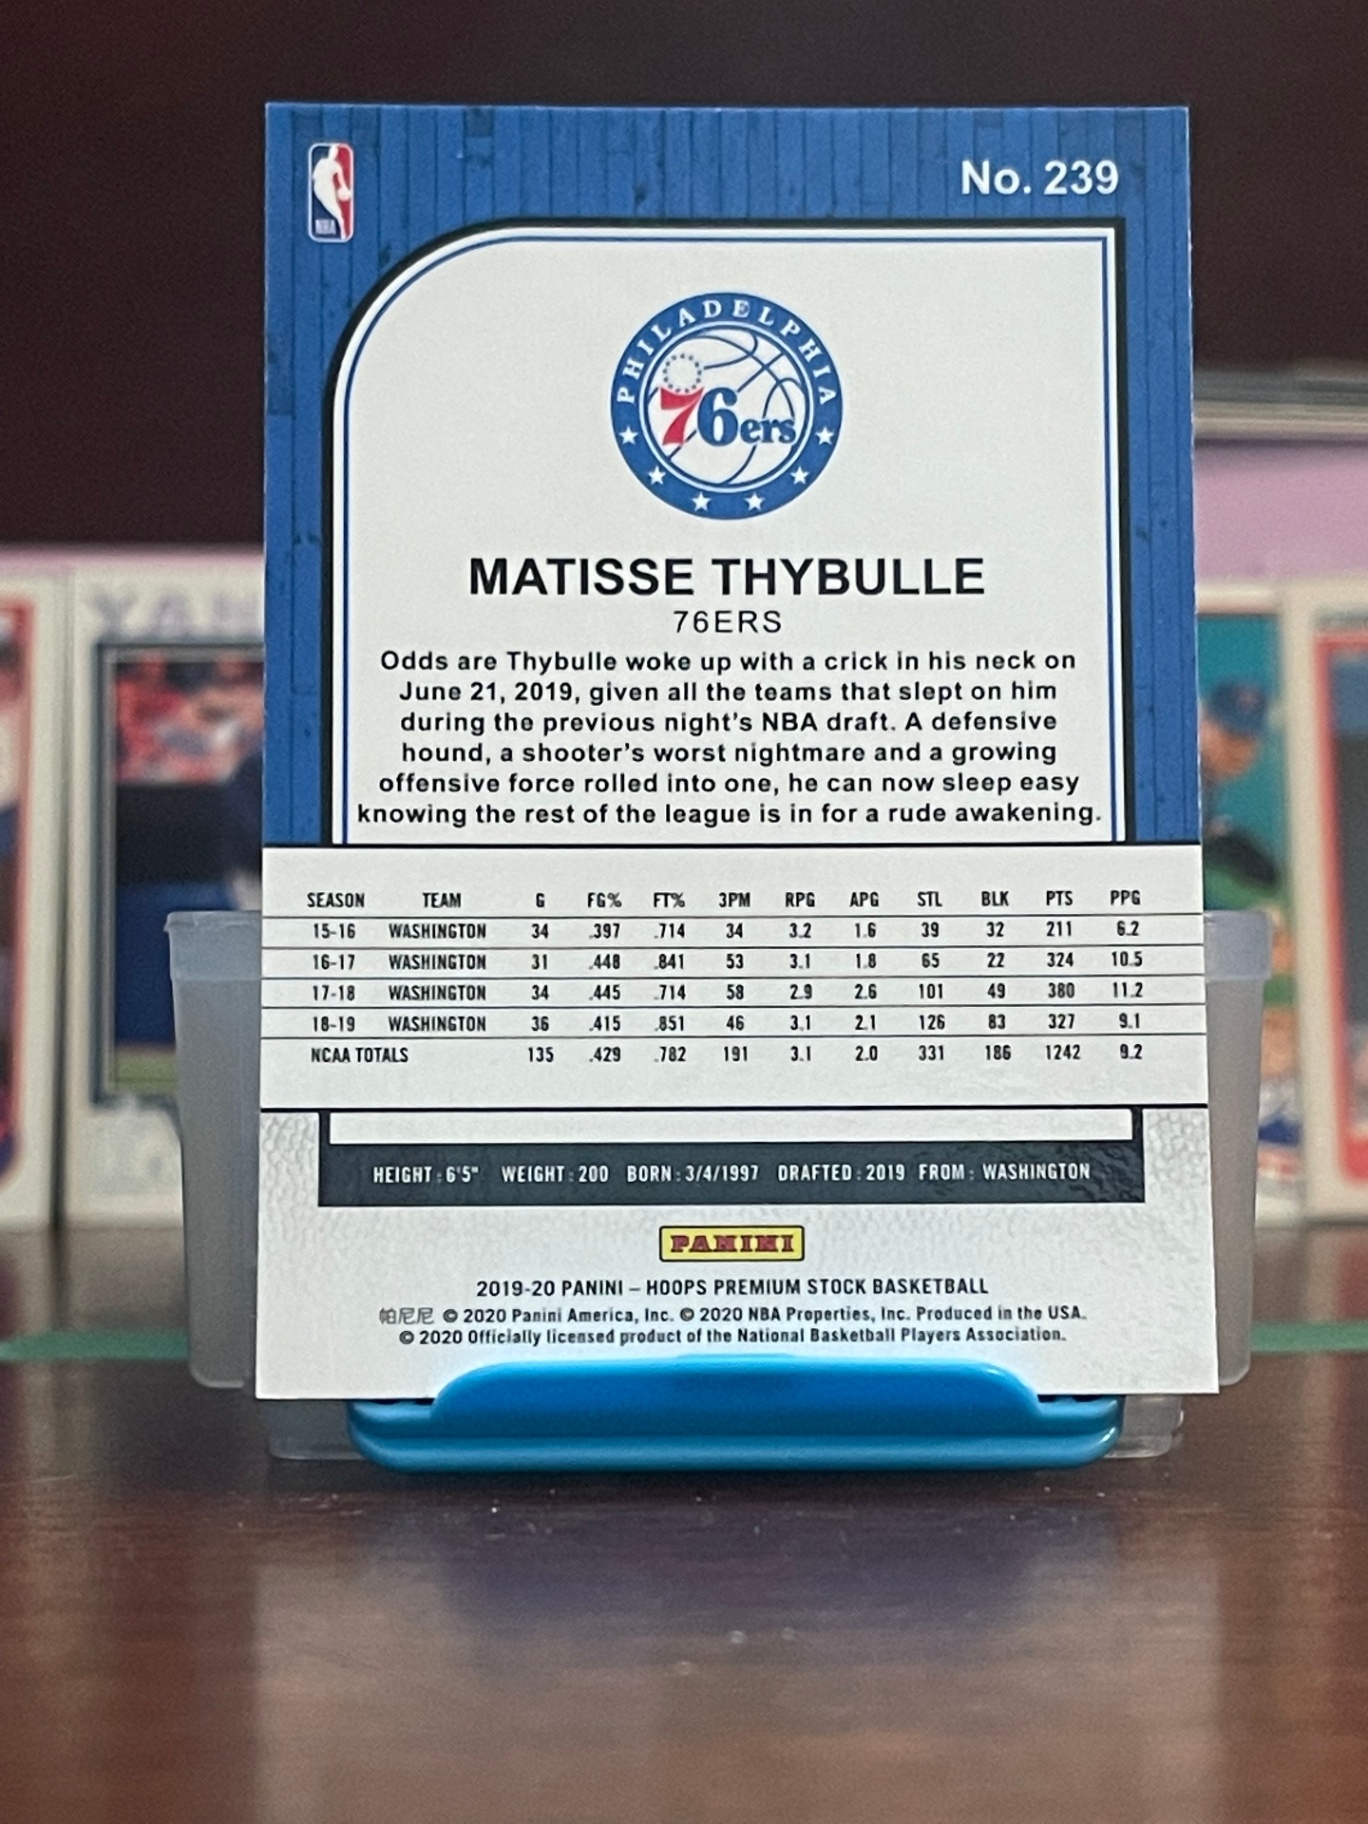 No. 239
NBA
PHILADELPHIA
76ers
MATISSE THYBULLE
76ERS
Odds are Thybulle woke up with a crick in his neck on
June 21, 2019, given all the teams that slept on him
during the previous night's NBA draft. A defensive
hound, a shooter's worst nightmare and a growing
offensive force rolled into one, he can now sleep easy
knowing the rest of the league is in for a rude awakening.
SEASON TEAM G FG% FT% 3PM RPG APG STL BLK PTS PPG
15-16 WASHINGTON 34 .397 .714 34 3.2 1.6 39 32 211 6.2
16-17 WASHINGTON 31 .448 .841 53 3.1 1.8 65 22 324 10.5
17-18 WASHINGTON 34 .445 .714 58 2.9 2.6 101 49 380 11.2
18-19 WASHINGTON 36 .415 .851 46 3.1 2.1 126 83 327 9.1
NCAA TOTALS 135 .429 .782 191 3.1 2.0 331 186 1242 9.2
HEIGHT: 6'5" WEIGHT: 200 BORN: 3/4/1997 DRAFTED: 2019 FROM: WASHINGTON
PANINI
2019-20 PANINI – HOOPS PREMIUM STOCK BASKETBALL
帕尼尼 © 2020 Panini America, Inc. © 2020 NBA Properties, Inc. Produced in the USA.
© 2020 Officially licensed product of the National Basketball Players Association.